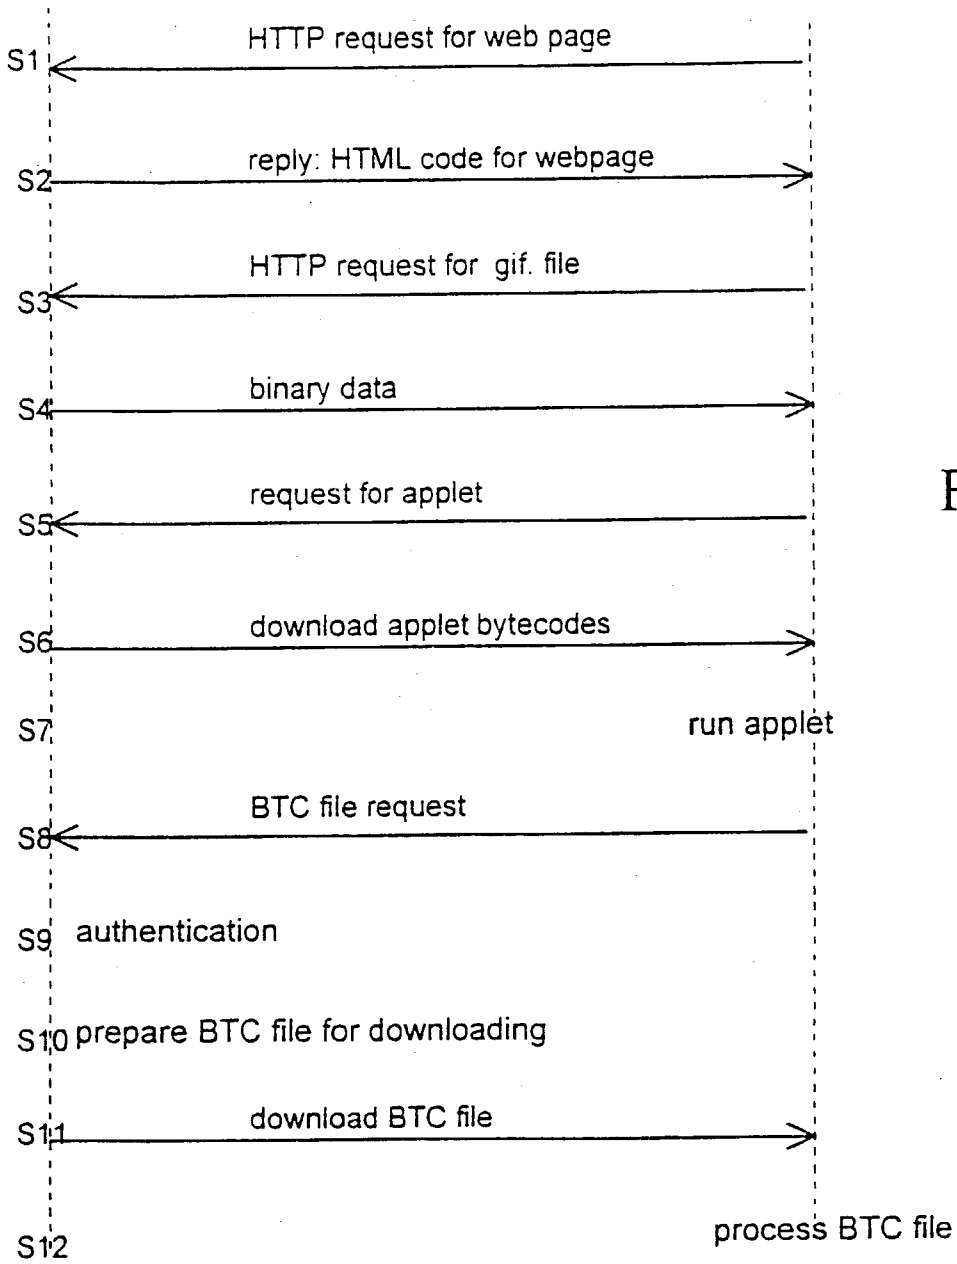 HTTP request for web page
S1
reply: HTML code for webpage
S2
HTTP request for gif. file
S3
binary data
S4
request for applet
S5
download applet bytecodes
S6
S7 run applet
BTC file request
S8
S9 authentication
S10 prepare BTC file for downloading
download BTC file
S11
S12 process BTC file